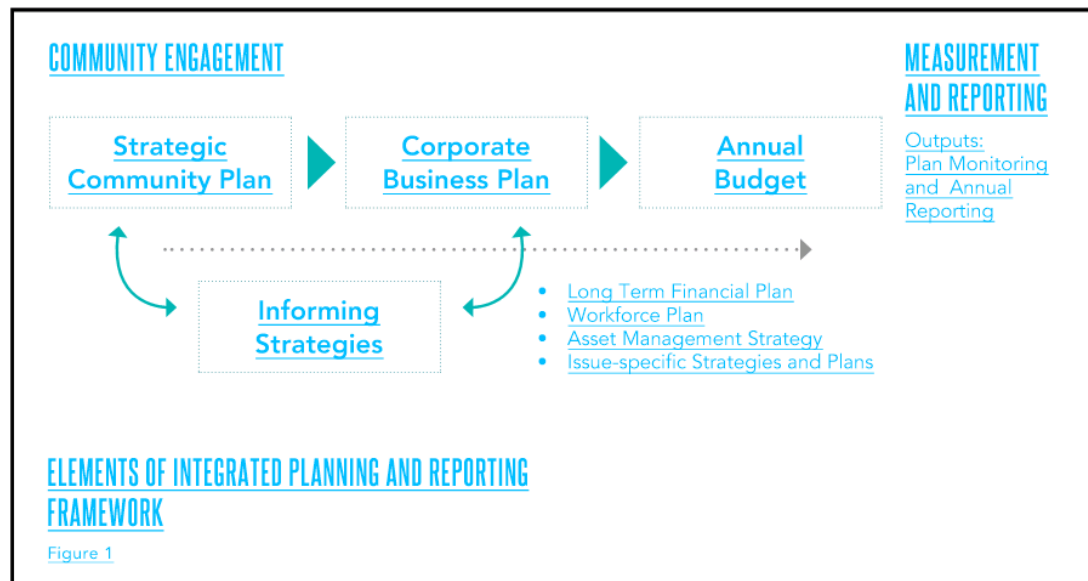 COMMUNITY ENGAGEMENT
MEASUREMENT
AND REPORTING
Outputs:
Plan Monitoring
and Annual
Reporting
Strategic
Community Plan
Corporate
Business Plan
Annual
Budget
Informing
Strategies
• Long Term Financial Plan
• Workforce Plan
• Asset Management Strategy
• Issue-specific Strategies and Plans
ELEMENTS OF INTEGRATED PLANNING AND REPORTING
FRAMEWORK
Figure 1